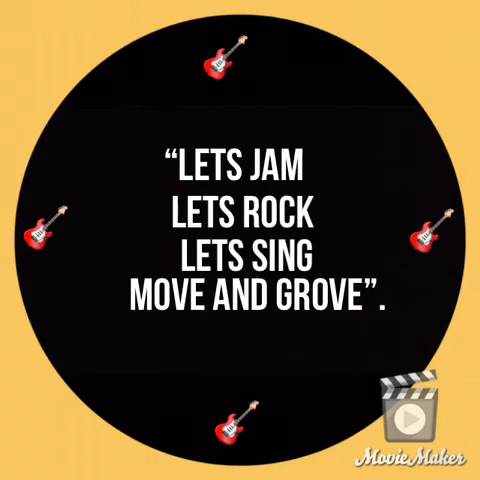 “LETS JAM
LETS ROCK
LETS SING
MOVE AND GROVE”.
MovieMaker